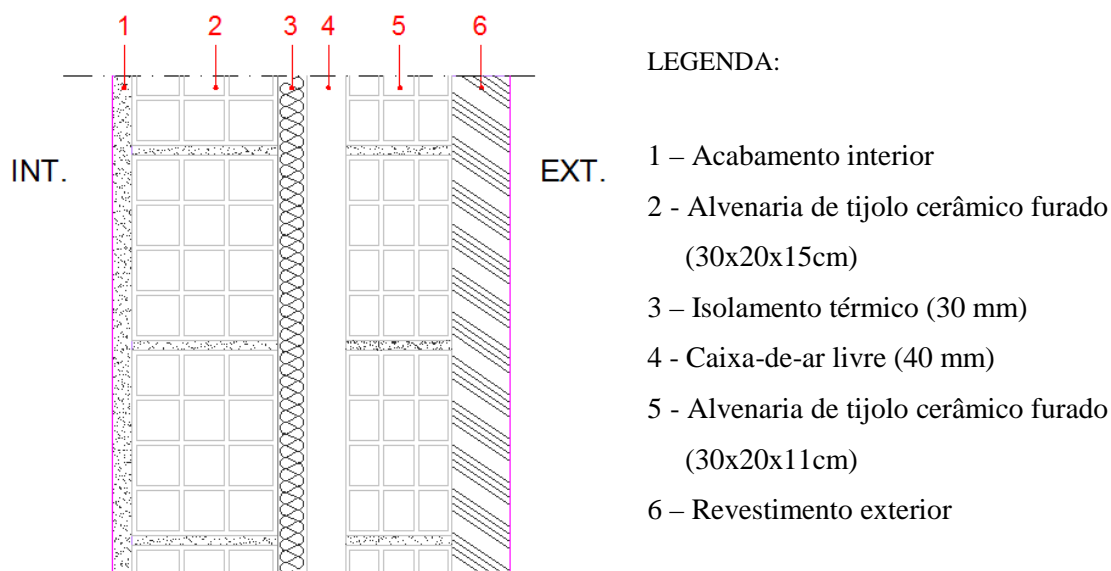 1 2 3 4 5 6
INT.
EXT.
LEGENDA:
1 – Acabamento interior
2 - Alvenaria de tijolo cerâmico furado
(30x20x15cm)
3 – Isolamento térmico (30 mm)
4 - Caixa-de-ar livre (40 mm)
5 - Alvenaria de tijolo cerâmico furado
(30x20x11cm)
6 – Revestimento exterior